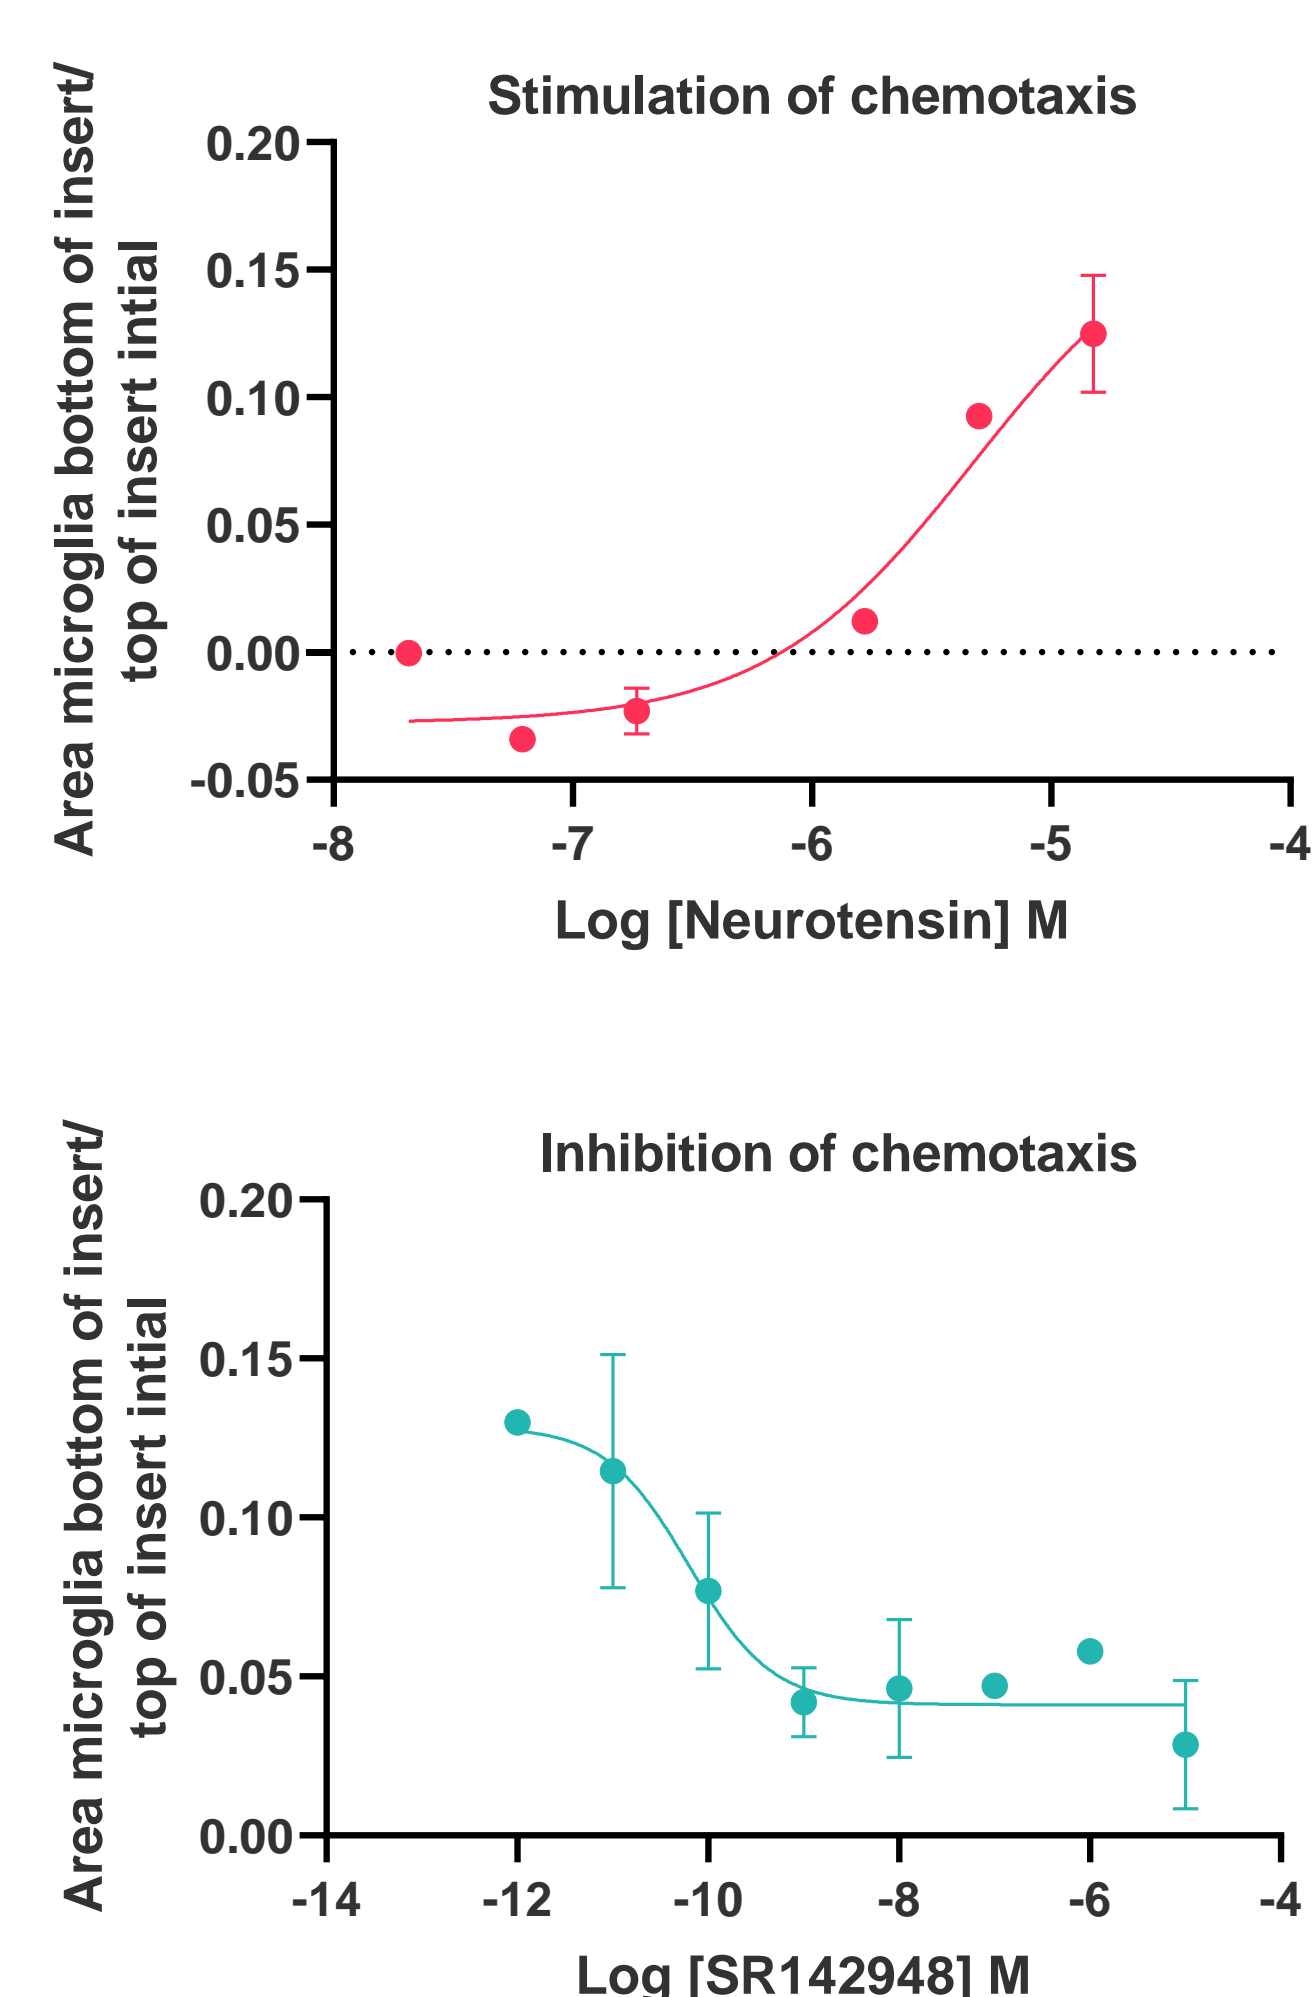 Stimulation of chemotaxis
Area microglia bottom of insert/
top of insert intial
0.20
0.15
0.10
0.05
0.00
-0.05
-8
-7
-6
-5
-4
Log [Neurotensin] M
Inhibition of chemotaxis
Area microglia bottom of insert/
top of insert intial
0.20
0.15
0.10
0.05
0.00
-14
-12
-10
-8
-6
-4
Log [SR142948] M